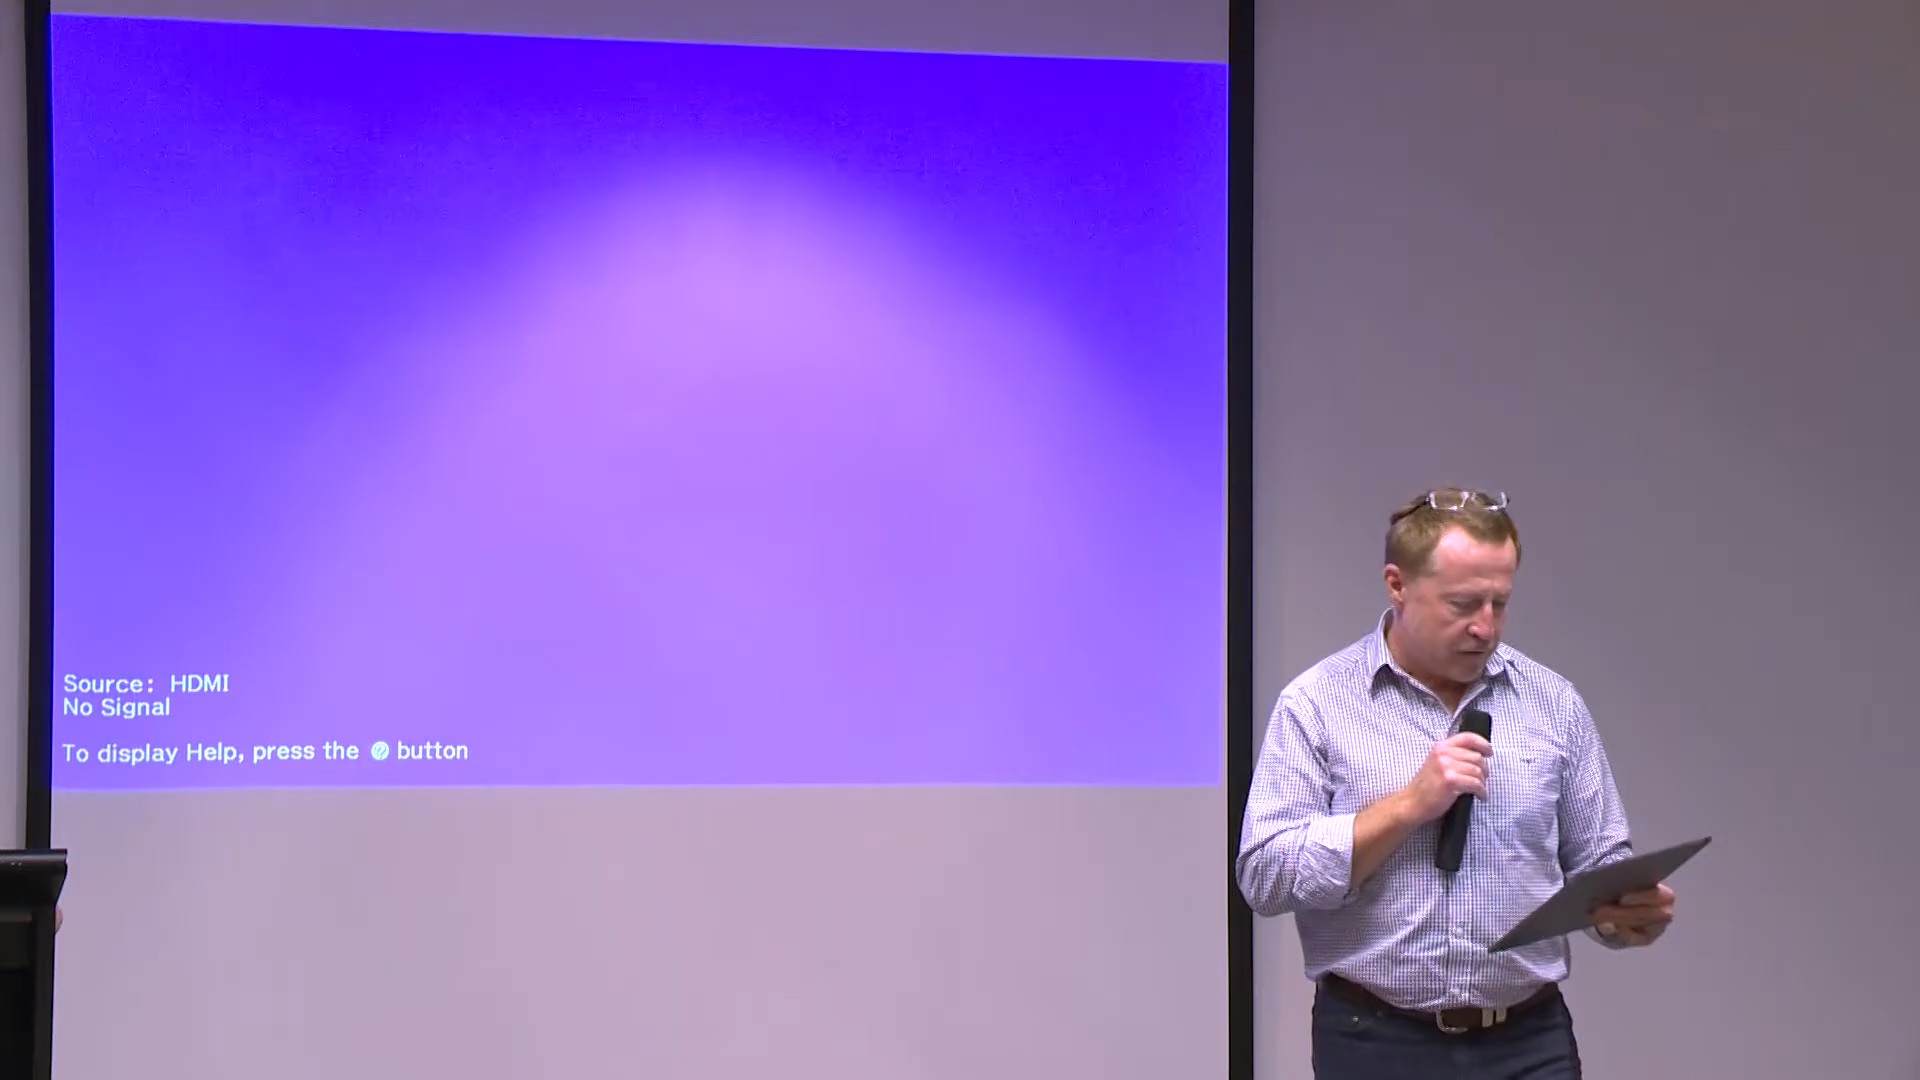 Source: HDMI
No Signal
To display Help, press the ? button